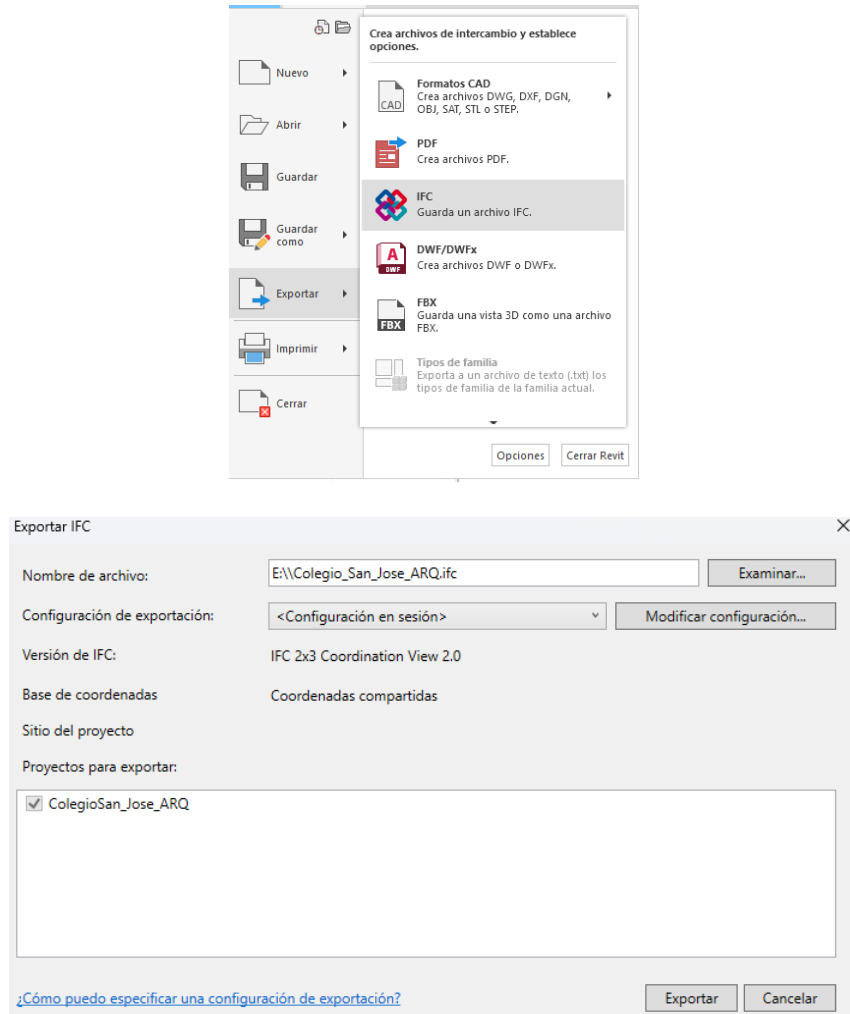 Crea archivos de intercambio y establece
opciones.
Nuevo
Abrir
Guardar
Guardar
como
Exportar
Imprimir
Cerrar
CAD
Formatos CAD
Crea archivos DWG, DXF, DGN,
OBJ, SAT, STL o STEP.
PDF
Crea archivos PDF.
IFC
Guarda un archivo IFC.
A
DWF
DWF/DWFx
Crea archivos DWF o DWFx.
FBX
FBX
Guarda una vista 3D como una archivo
FBX.
Tipos de familia
Exporta a un archivo de texto (.txt) los
tipos de familia de la familia actual.
Opciones
Cerrar Revit
Exportar IFC
Nombre de archivo:
E:\\Colegio_San_Jose_ARQ.ifc
Examinar...
Configuración de exportación:
<Configuración en sesión>
Modificar configuración...
Versión de IFC:
IFC 2x3 Coordination View 2.0
Base de coordenadas
Coordenadas compartidas
Sitio del proyecto
Proyectos para exportar:
ColegioSan_Jose_ARQ
¿Cómo puedo especificar una configuración de exportación?
Exportar
Cancelar